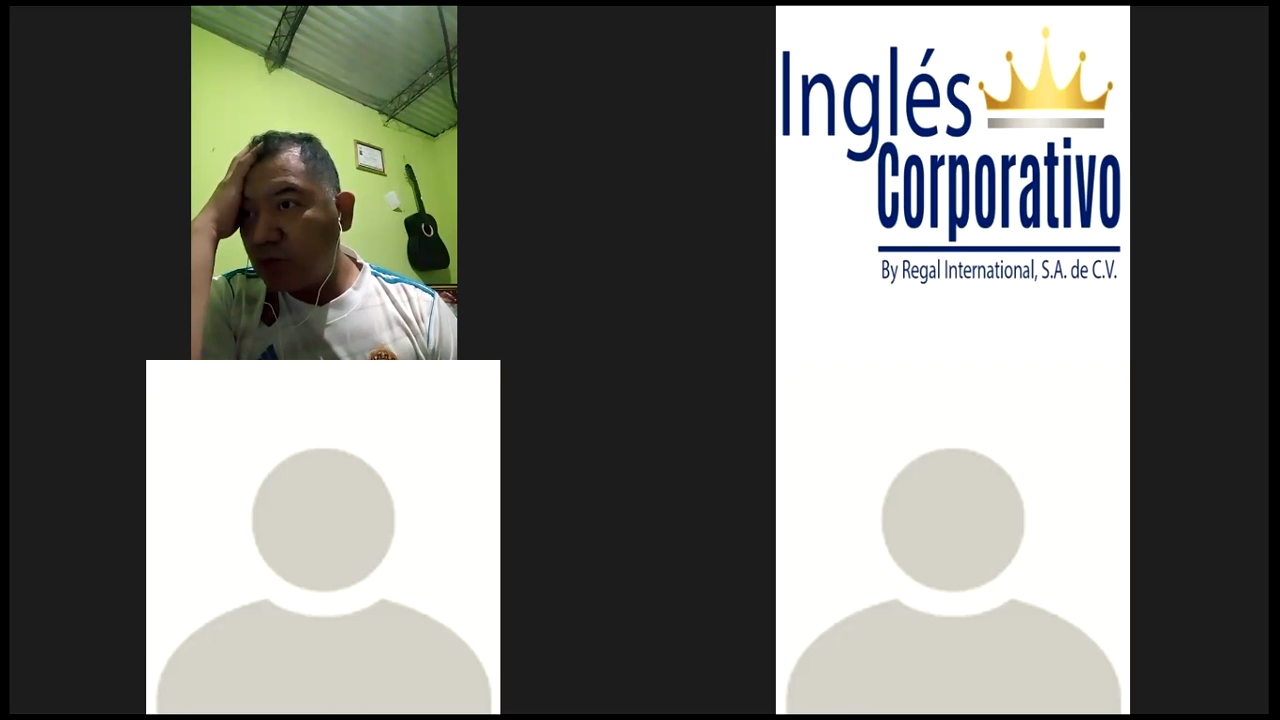 Inglés
Corporativo
By Regal International, S.A. de C.V.